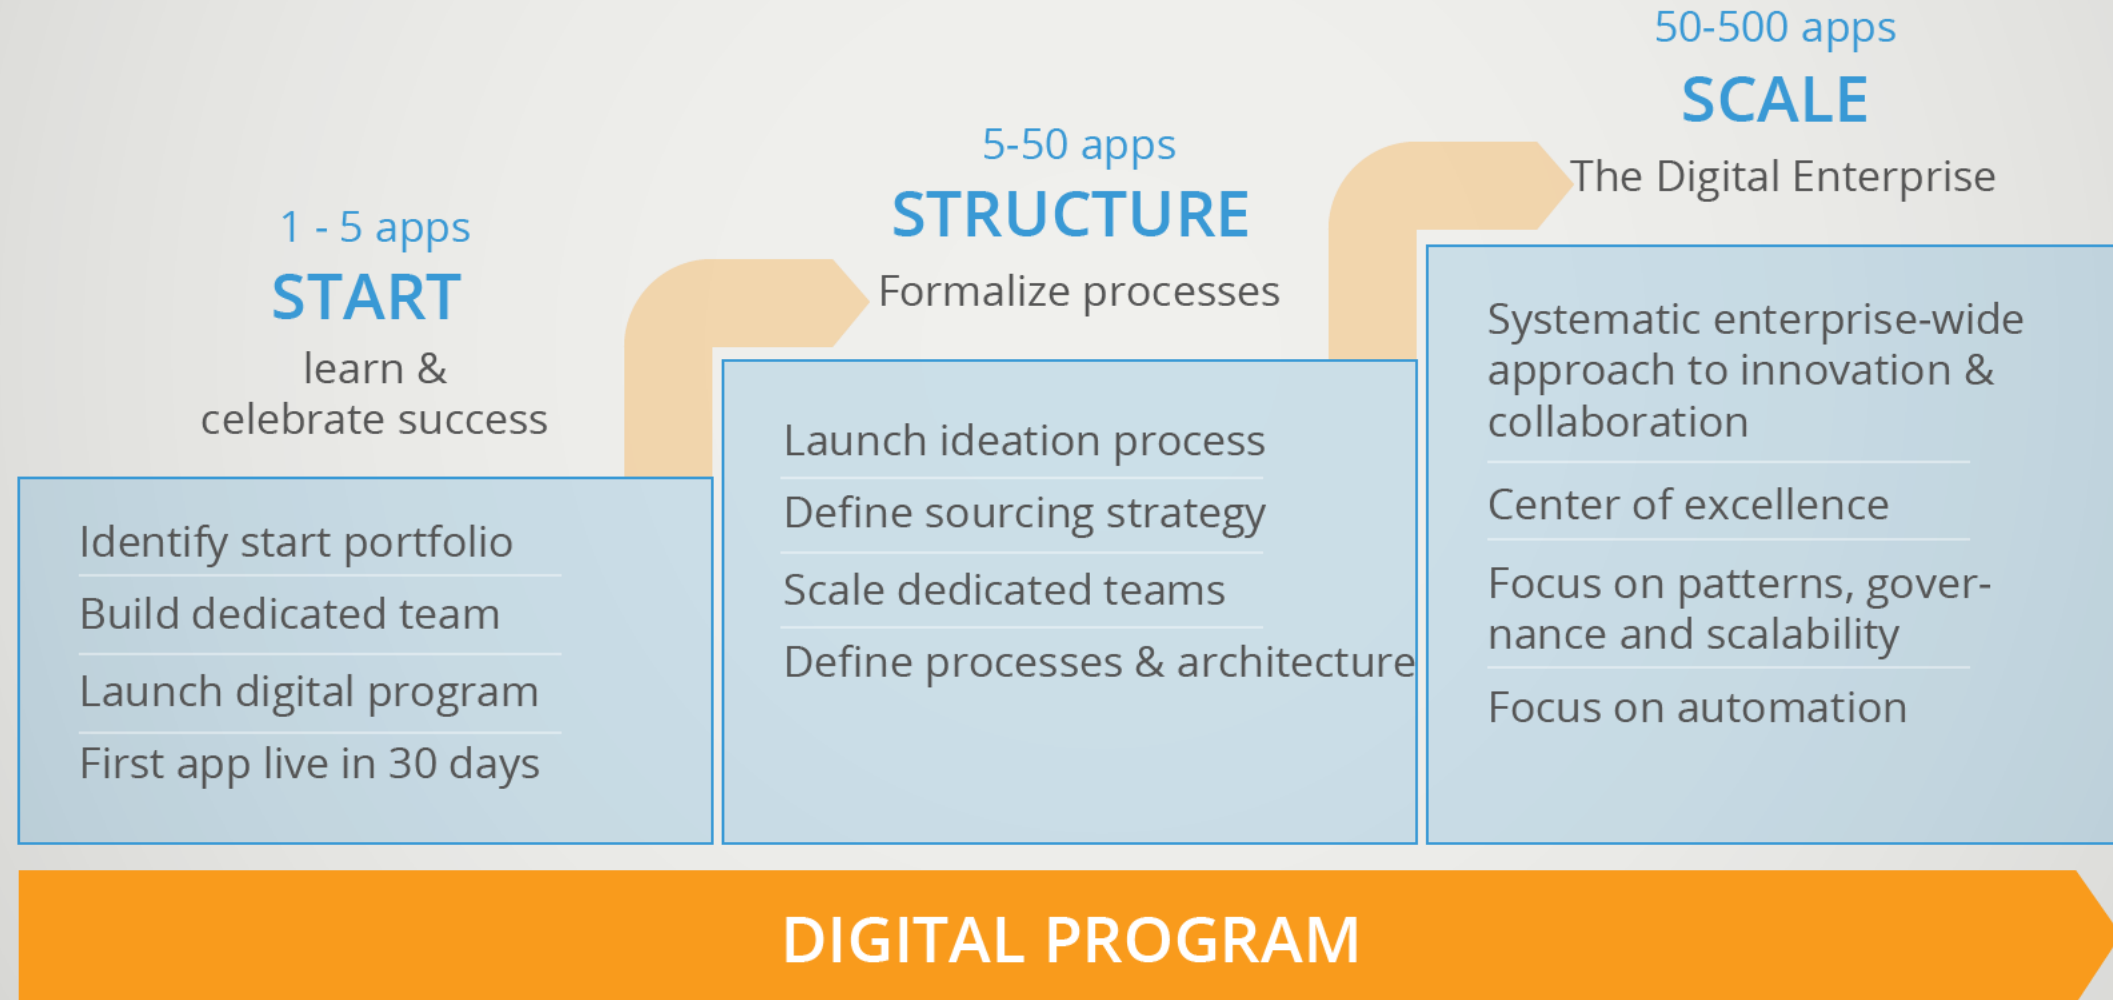 1 - 5 apps
START
learn &
celebrate success
Identify start portfolio
Build dedicated team
Launch digital program
First app live in 30 days
5-50 apps
STRUCTURE
Formalize processes
Launch ideation process
Define sourcing strategy
Scale dedicated teams
Define processes & architecture
50-500 apps
SCALE
The Digital Enterprise
Systematic enterprise-wide
approach to innovation &
collaboration
Center of excellence
Focus on patterns, gover-
nance and scalability
Focus on automation
DIGITAL PROGRAM